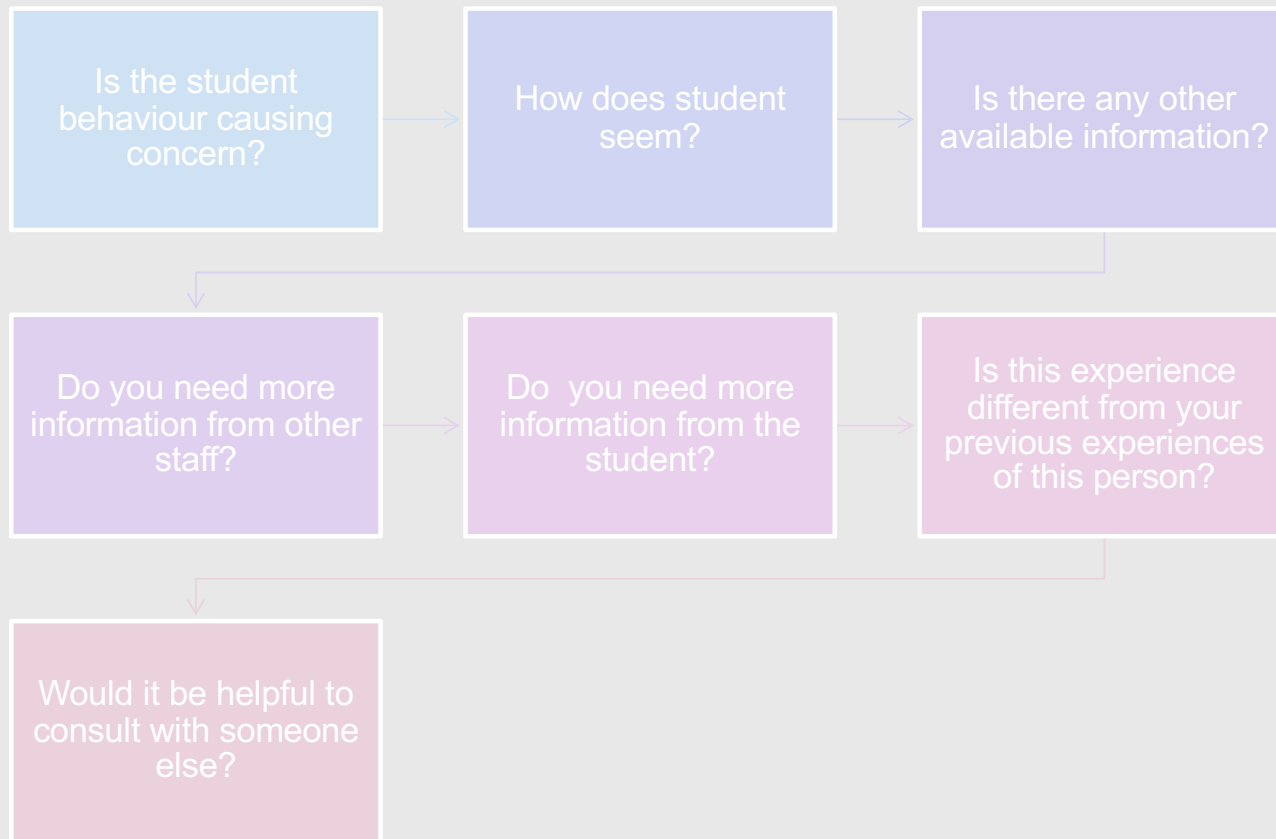 Is the student
behaviour causing
concern?
How does student
seem?
Is there any other
available information?
Do you need more
information from other
staff?
Do  you need more
information from the
student?
Is this experience
different from your
previous experiences
of this person?
Would it be helpful to
consult with someone
else?